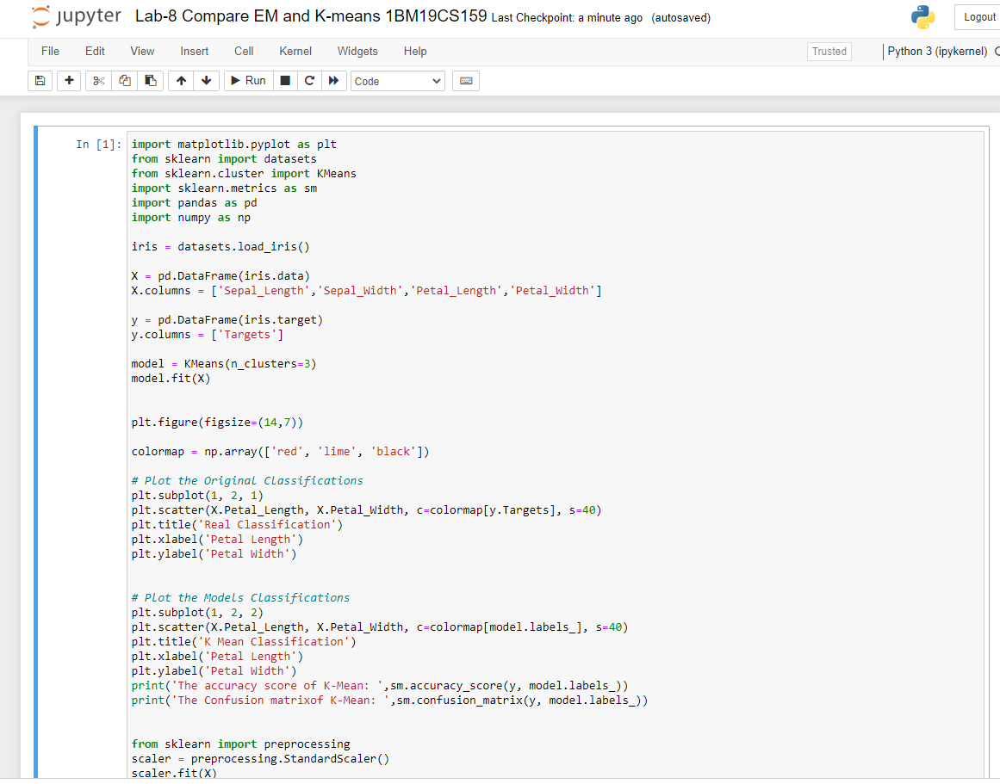 jupyter Lab-8 Compare EM and K-means 1BM19CS159 Last Checkpoint: a minute ago (autosaved)
Logout
File Edit View Insert Cell Kernel Widgets Help
Trusted
Python 3 (ipykernel)
Run
Code
In [1]:
import matplotlib.pyplot as plt
from sklearn import datasets
from sklearn.cluster import KMeans
import sklearn.metrics as sm
import pandas as pd
import numpy as np
iris = datasets.load_iris()
X = pd.DataFrame(iris.data)
X.columns = ['Sepal_Length','Sepal_Width','Petal_Length','Petal_Width']
y = pd.DataFrame(iris.target)
y.columns = ['Targets']
model = KMeans(n_clusters=3)
model.fit(X)
plt.figure(figsize=(14,7))
colormap = np.array(['red', 'lime', 'black'])
# Plot the Original Classifications
plt.subplot(1, 2, 1)
plt.scatter(X.Petal_Length, X.Petal_Width, c=colormap[y.Targets], s=40)
plt.title('Real Classification')
plt.xlabel('Petal Length')
plt.ylabel('Petal Width')
# Plot the Models Classifications
plt.subplot(1, 2, 2)
plt.scatter(X.Petal_Length, X.Petal_Width, c=colormap[model.labels_], s=40)
plt.title('K Mean Classification')
plt.xlabel('Petal Length')
plt.ylabel('Petal Width')
print('The accuracy score of K-Mean: ',sm.accuracy_score(y, model.labels_))
print('The Confusion matrixof K-Mean: ',sm.confusion_matrix(y, model.labels_))
from sklearn import preprocessing
scaler = preprocessing.StandardScaler()
scaler.fit(X)